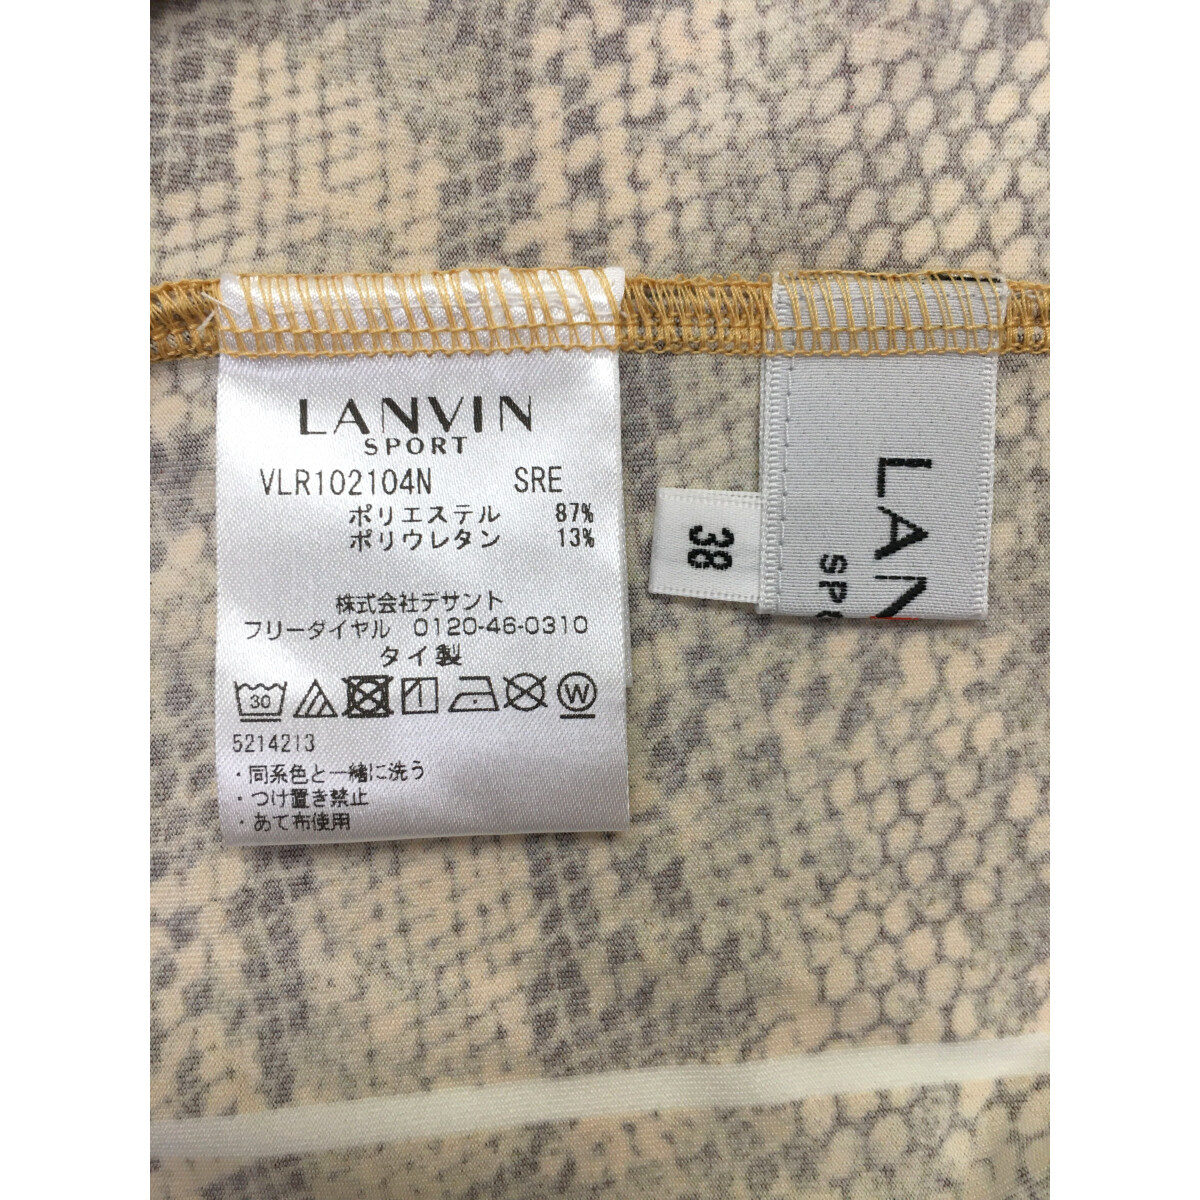 LANVIN
SPORT
VLR102104N SRE
ポリエステル 87%
ポリウレタン 13%
株式会社デサント
フリーダイヤル 0120-46-0310
タイ製
30
W
5214213
・同系色と一緒に洗う
・つけ置き禁止
・あて布使用
38
LAN
SPO